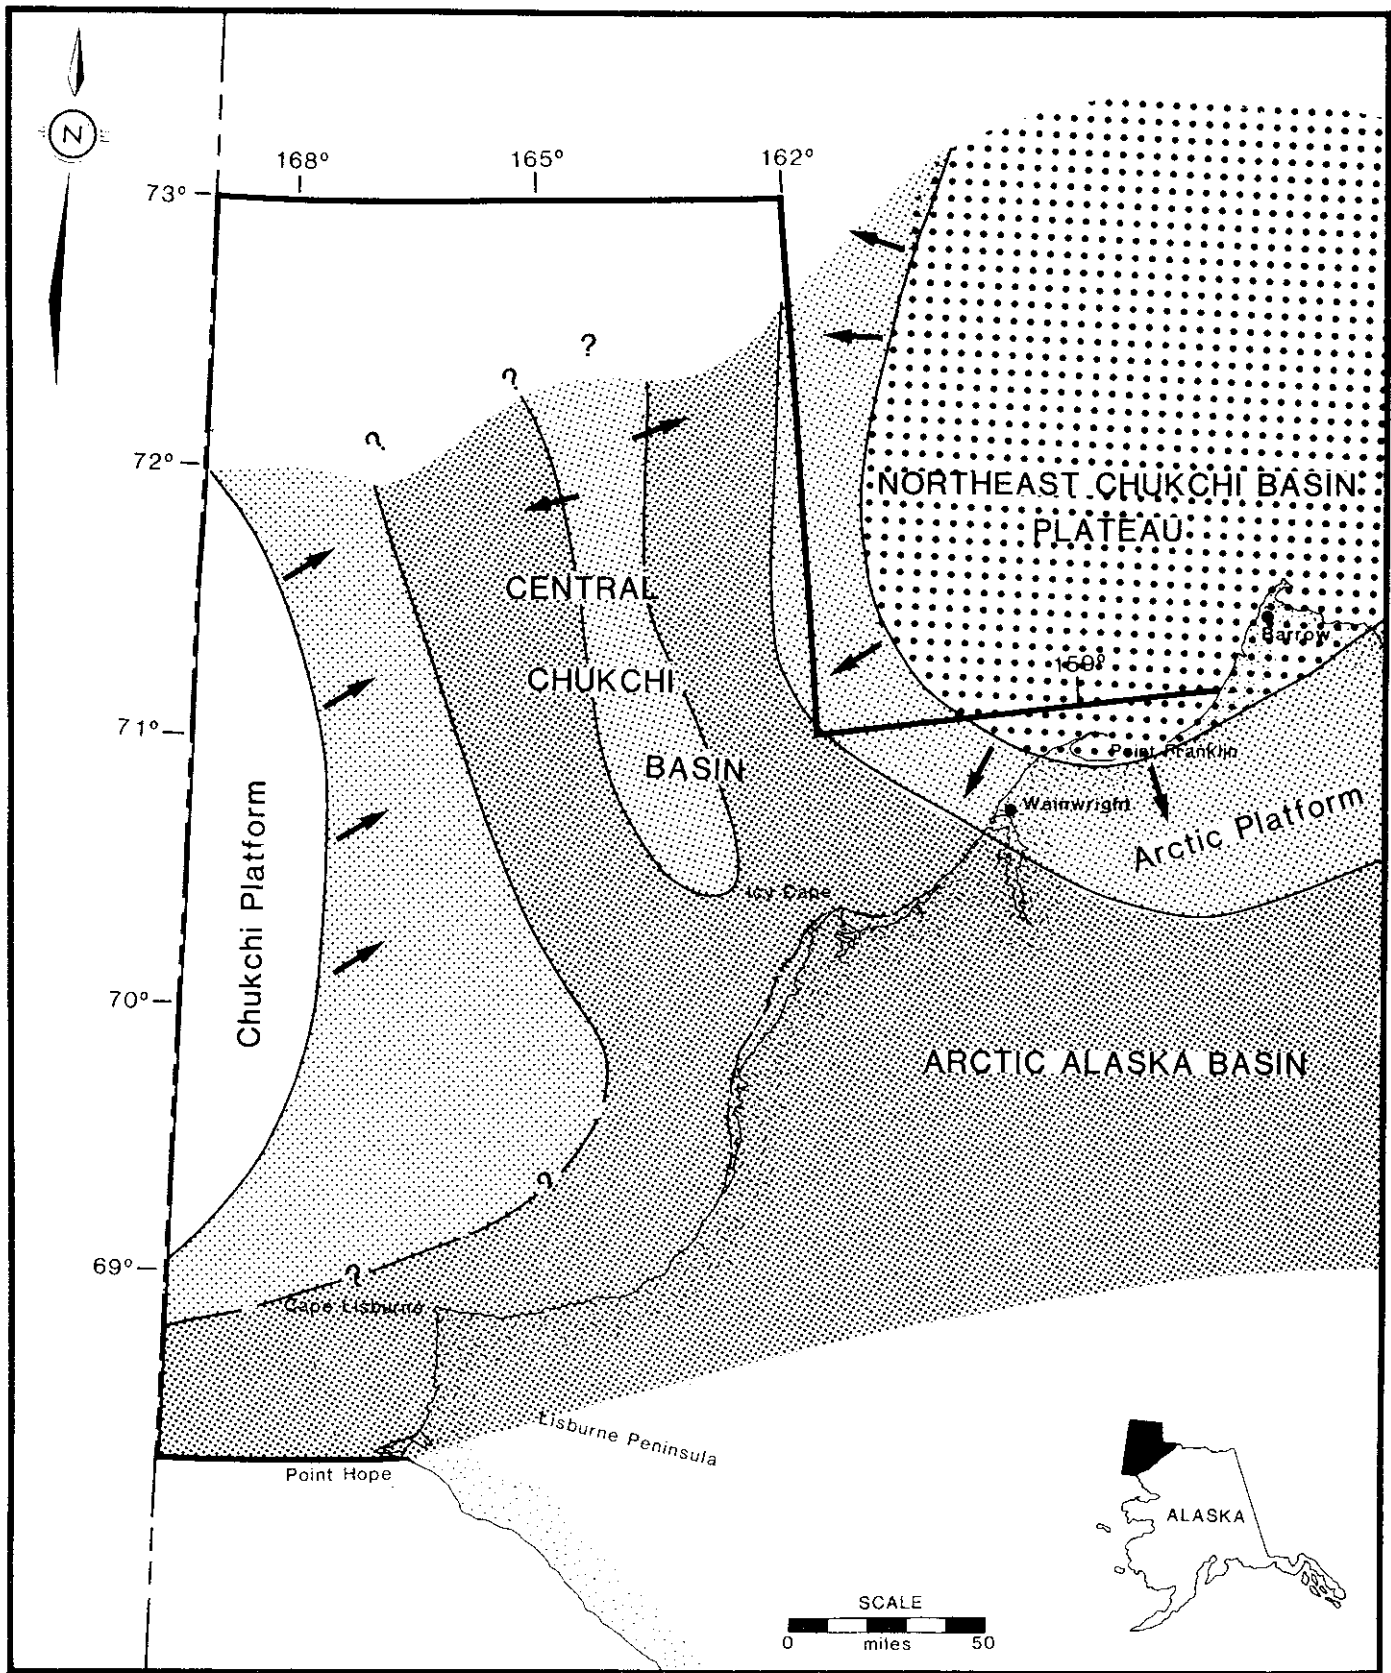 N
168° 165° 162°
73°
?
?
?
72°
NORTHEAST CHUKCHI BASIN
PLATEAU
CENTRAL
Barrow
159°
CHUKCHI
71°
Point Franklin
BASIN
Wainwright
Arctic Platform
Chukchi Platform
Icy Cape
70°
ARCTIC ALASKA BASIN
?
69°
?
Cape Lisburne
Lisburne Peninsula
Point Hope
ALASKA
SCALE
0 miles 50